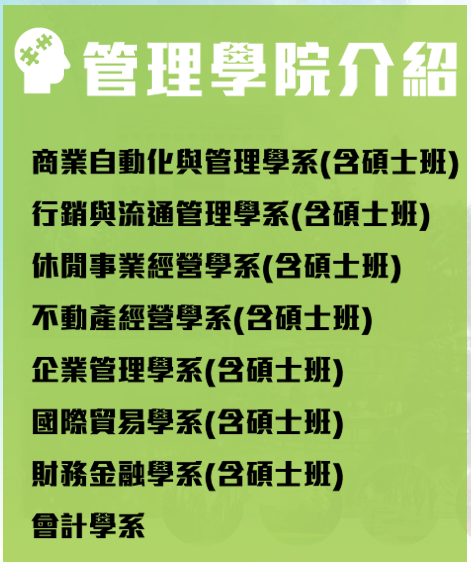 管理學院介紹
商業自動化與管理學系(含碩士班)
行銷與流通管理學系(含碩士班)
休閒事業經營學系(含碩士班)
不動產經營學系(含碩士班)
企業管理學系(含碩士班)
國際貿易學系(含碩士班)
財務金融學系(含碩士班)
會計學系